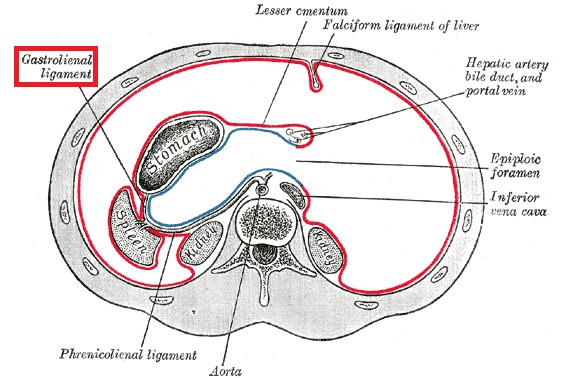 Lesser omentum
Falciform ligament of liver
Gastrolienal
ligament
Hepatic artery
bile duct, and
portal vein
Stomach
Epiploic
foramen
Inferior
vena cava
Spleen
Kidney
Kidney
Phrenicolienal ligament
Aorta